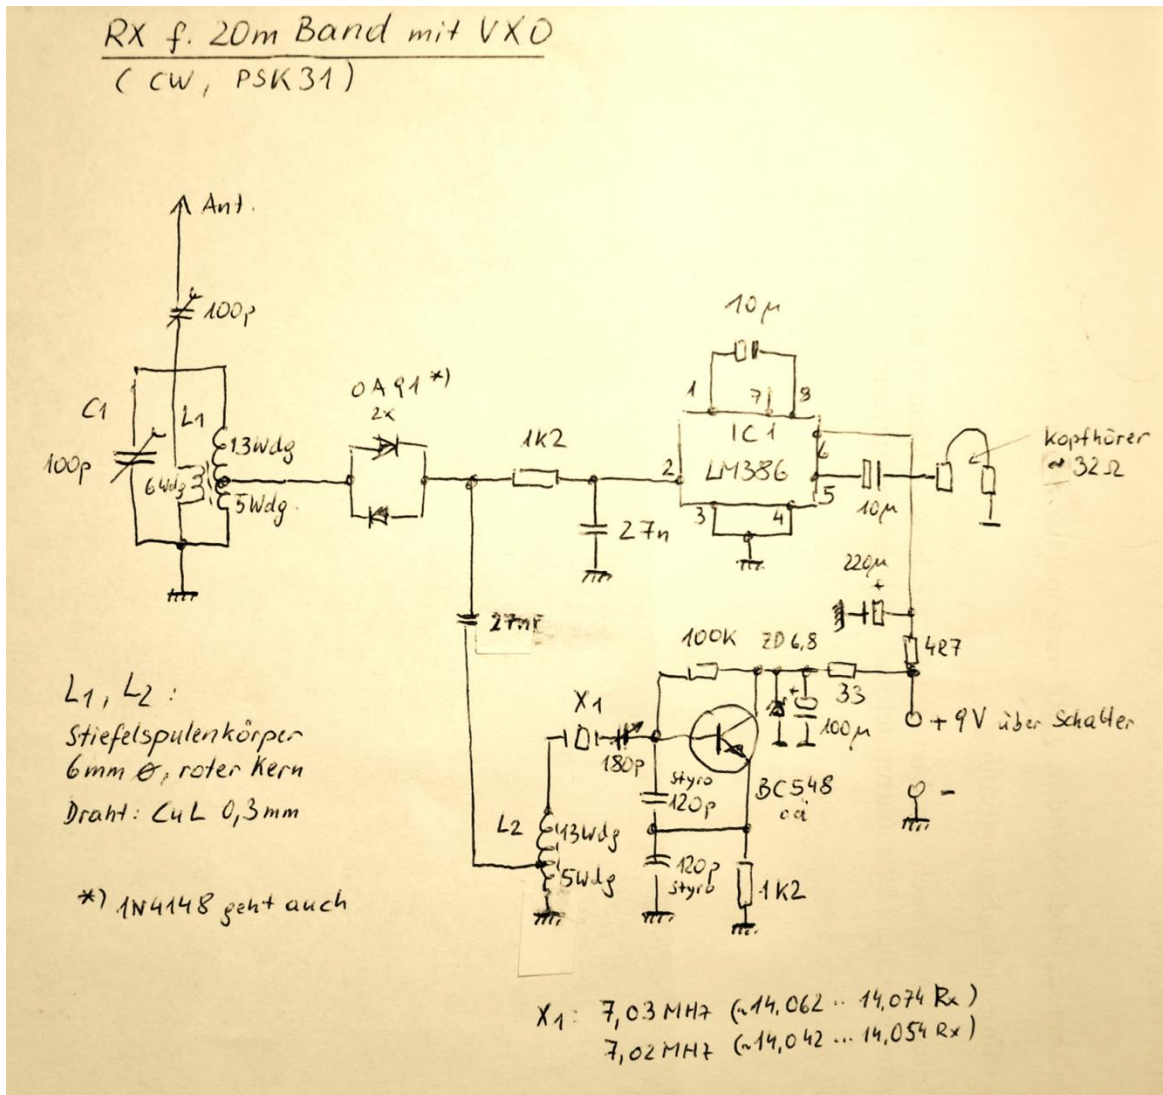 RX f. 20m Band mit VXO
( CW, PSK31 )
Ant.
100p
C1
100p
L1
13Wdg
6Wdg
5Wdg.
OA91 *)
2x
1k2
27n
27nF
10µ
1
7
8
IC1
LM386
2
6
5
3
4
10µ
Kopfhörer
≈ 32Ω
220µ
+
4R7
100K
ZD6,8
33
+
100µ
+ 9V über Schalter
-
X1
180p
Styro
120p
BC548
oä
120p
Styro
1k2
L2
13Wdg
5Wdg
L1, L2 :
Stiefelspulenkörper
6mm ø, roter Kern
Draht: CuL 0,3mm
*) 1N4148 geht auch
X1: 7,03 MHz (~14,062 .. 14,074 Rx)
7,02 MHz (~14,042 ... 14,054 Rx)